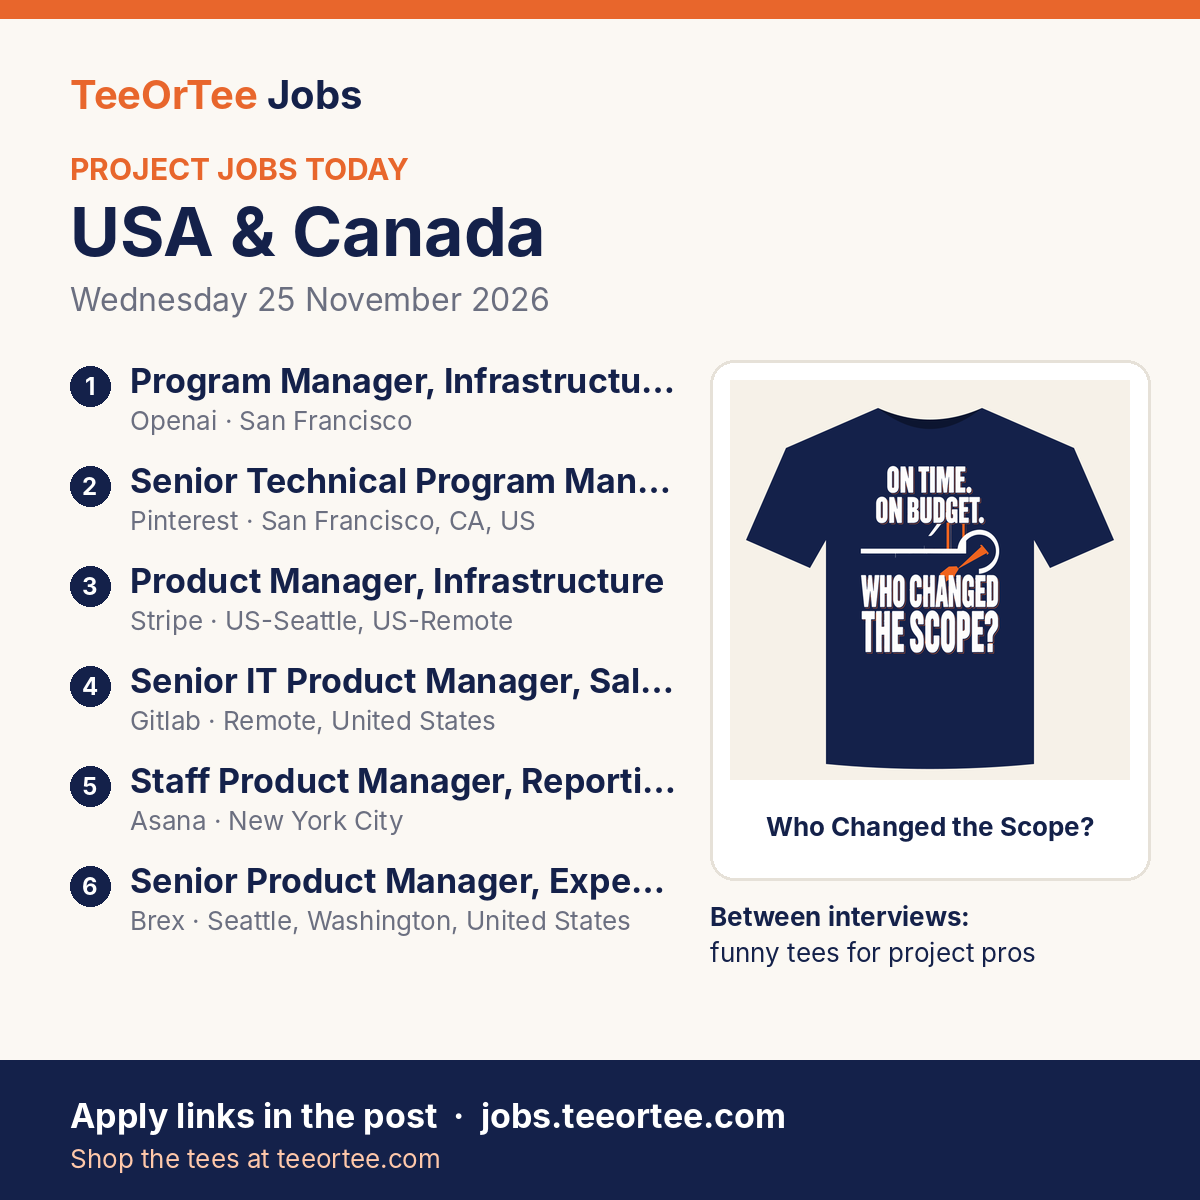 TeeOrTee Jobs
PROJECT JOBS TODAY
USA & Canada
Wednesday 25 November 2026
1 Program Manager, Infrastructu...
Openai · San Francisco
2 Senior Technical Program Man...
Pinterest · San Francisco, CA, US
3 Product Manager, Infrastructure
Stripe · US-Seattle, US-Remote
4 Senior IT Product Manager, Sal...
Gitlab · Remote, United States
5 Staff Product Manager, Reporti...
Asana · New York City
6 Senior Product Manager, Expe...
Brex · Seattle, Washington, United States
ON TIME.
ON BUDGET.
WHO CHANGED
THE SCOPE?
Who Changed the Scope?
Between interviews:
funny tees for project pros
Apply links in the post · jobs.teeortee.com
Shop the tees at teeortee.com